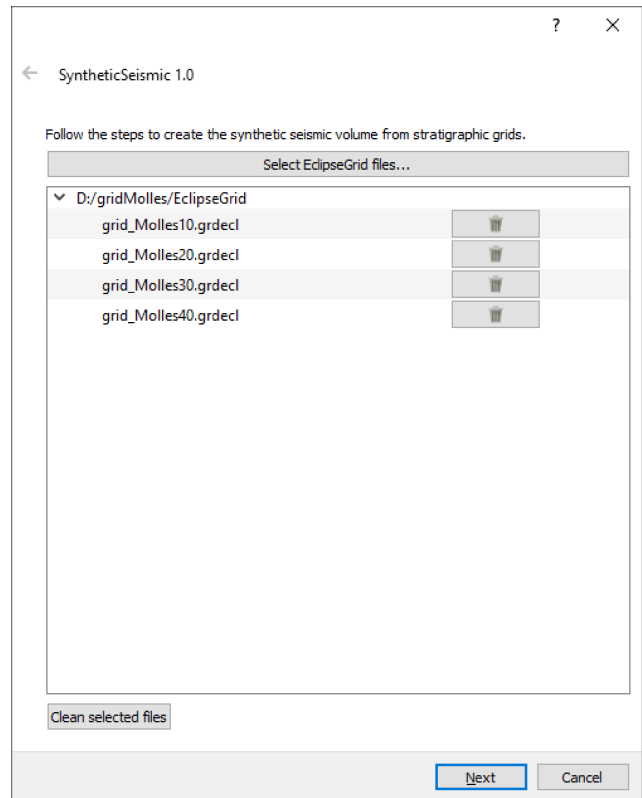 ?
SyntheticSeismic 1.0
Follow the steps to create the synthetic seismic volume from stratigraphic grids.
Select EclipseGrid files...
D:/gridMolles/EclipseGrid
grid_Molles10.grdecl
grid_Molles20.grdecl
grid_Molles30.grdecl
grid_Molles40.grdecl
Clean selected files
Next Cancel